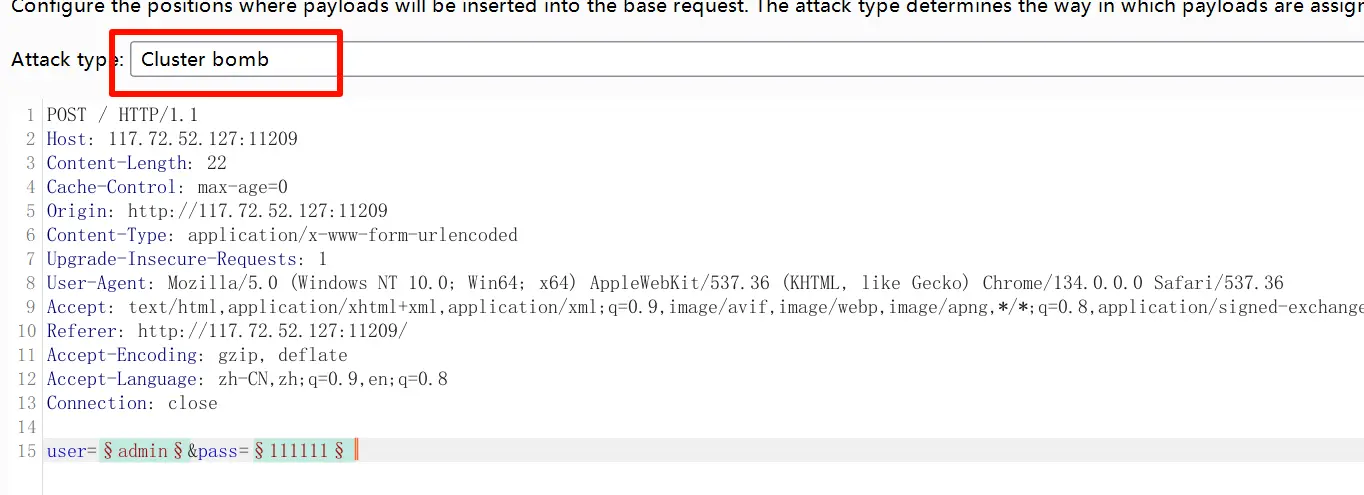 Configure the positions where payloads will be inserted into the base request. The attack type determines the way in which payloads are assig
Attack type: Cluster bomb
1 POST / HTTP/1.1
2 Host: 117.72.52.127:11209
3 Content-Length: 22
4 Cache-Control: max-age=0
5 Origin: http://117.72.52.127:11209
6 Content-Type: application/x-www-form-urlencoded
7 Upgrade-Insecure-Requests: 1
8 User-Agent: Mozilla/5.0 (Windows NT 10.0; Win64; x64) AppleWebKit/537.36 (KHTML, like Gecko) Chrome/134.0.0.0 Safari/537.36
9 Accept: text/html,application/xhtml+xml,application/xml;q=0.9,image/avif,image/webp,image/apng,*/*;q=0.8,application/signed-exchange
10 Referer: http://117.72.52.127:11209/
11 Accept-Encoding: gzip, deflate
12 Accept-Language: zh-CN,zh;q=0.9,en;q=0.8
13 Connection: close
14
15 user=§admin§&pass=§111111§